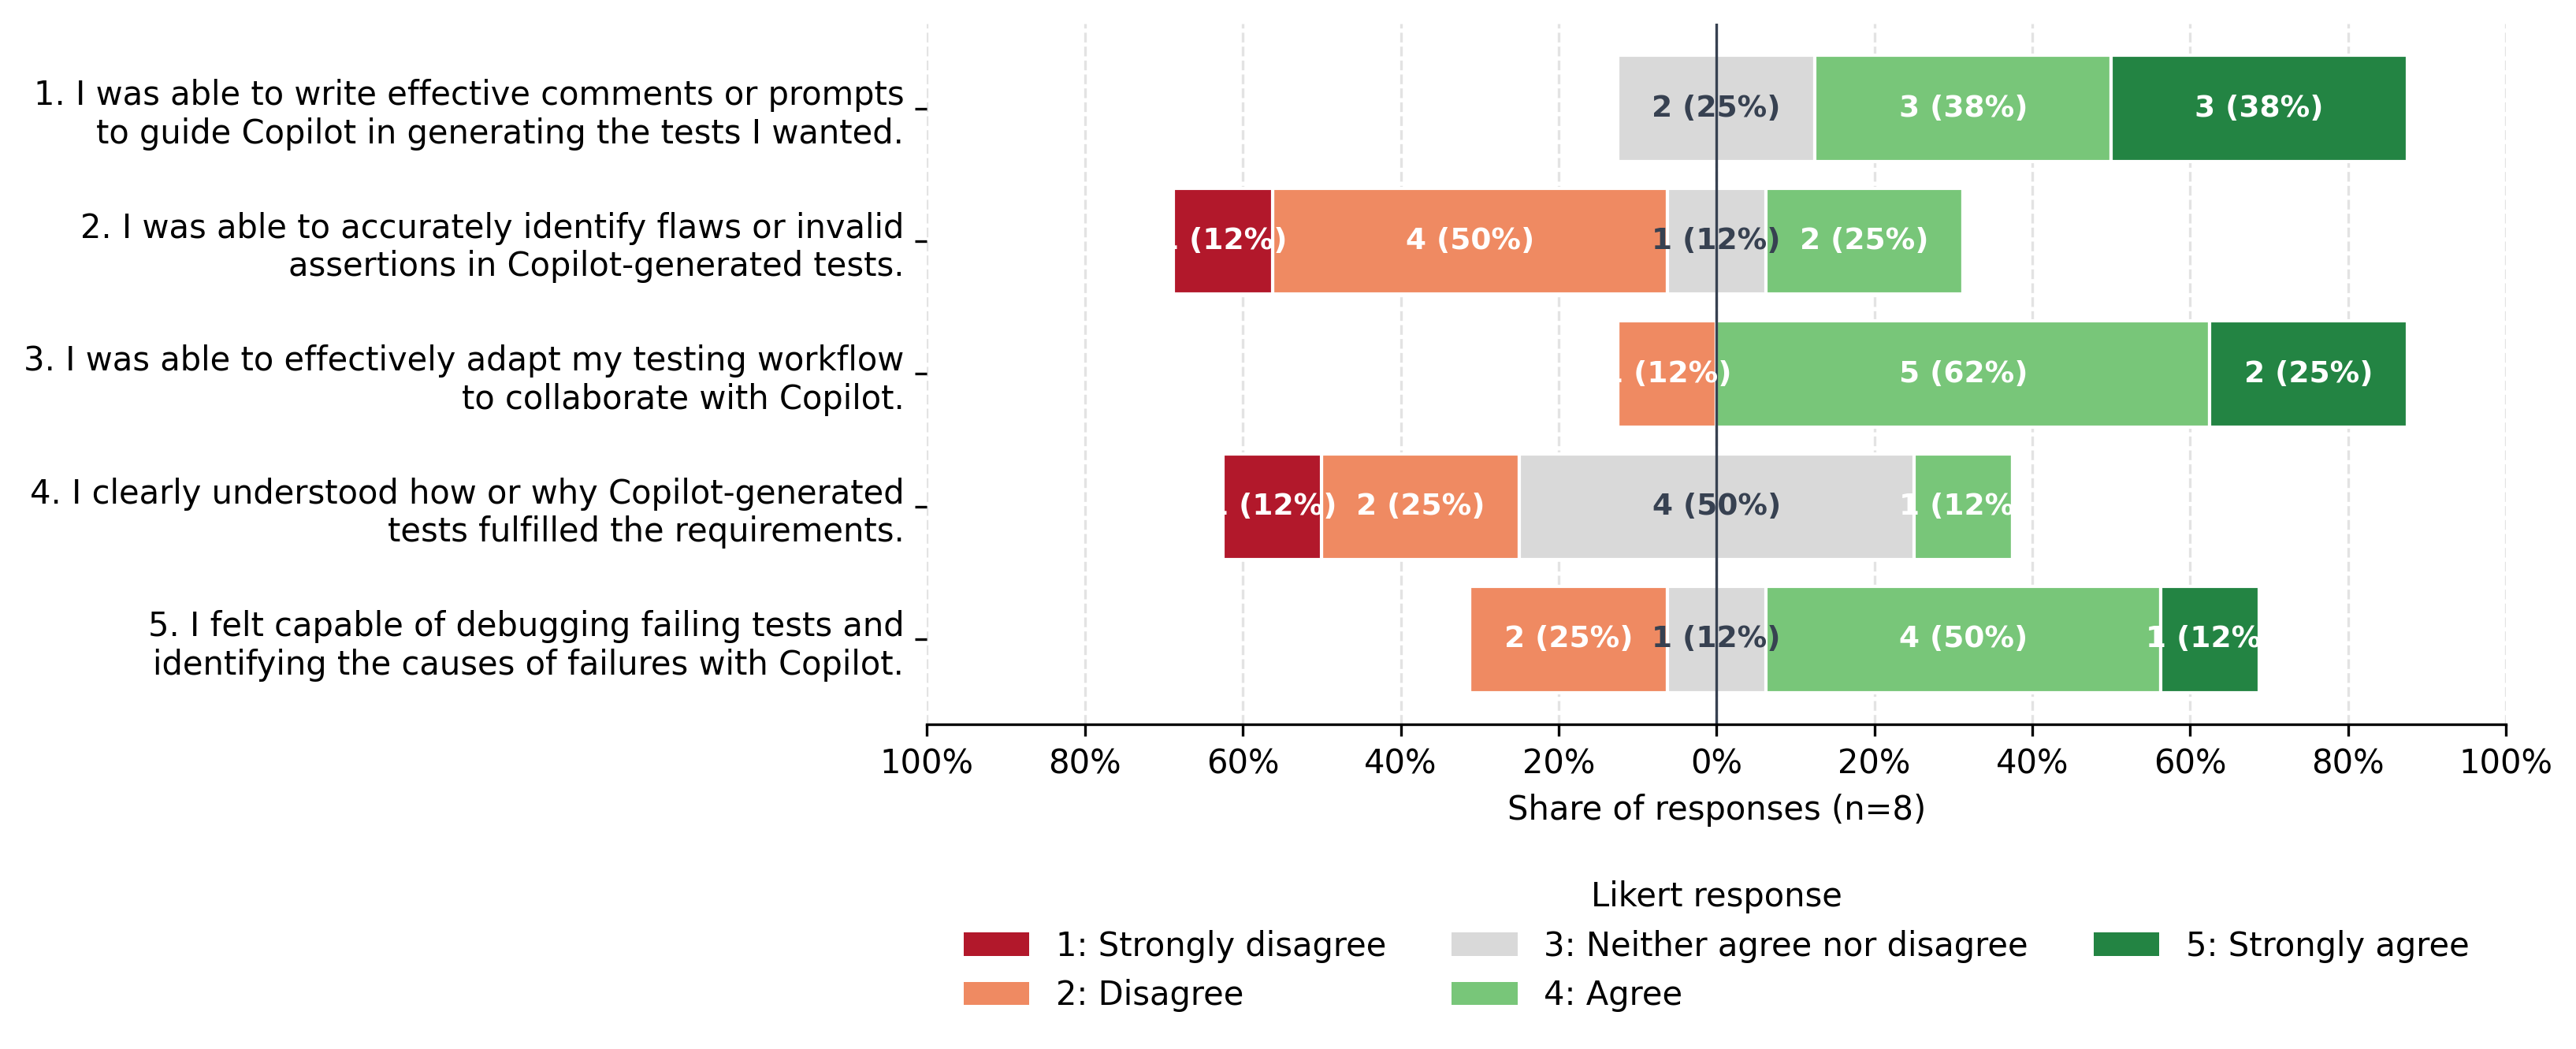 1. I was able to write effective comments or prompts
to guide Copilot in generating the tests I wanted.
2 (25%) 3 (38%) 3 (38%)
2. I was able to accurately identify flaws or invalid
assertions in Copilot-generated tests.
(12%) 4 (50%) 1 (12%) 2 (25%)
3. I was able to effectively adapt my testing workflow
to collaborate with Copilot.
(12%) 5 (62%) 2 (25%)
4. I clearly understood how or why Copilot-generated
tests fulfilled the requirements.
(12%) 2 (25%) 4 (50%) 1 (12%
5. I felt capable of debugging failing tests and
identifying the causes of failures with Copilot.
2 (25%) 1 (12%) 4 (50%) 1 (12%
100% 80% 60% 40% 20% 0% 20% 40% 60% 80% 100%
Share of responses (n=8)
Likert response
1: Strongly disagree 3: Neither agree nor disagree 5: Strongly agree
2: Disagree 4: Agree